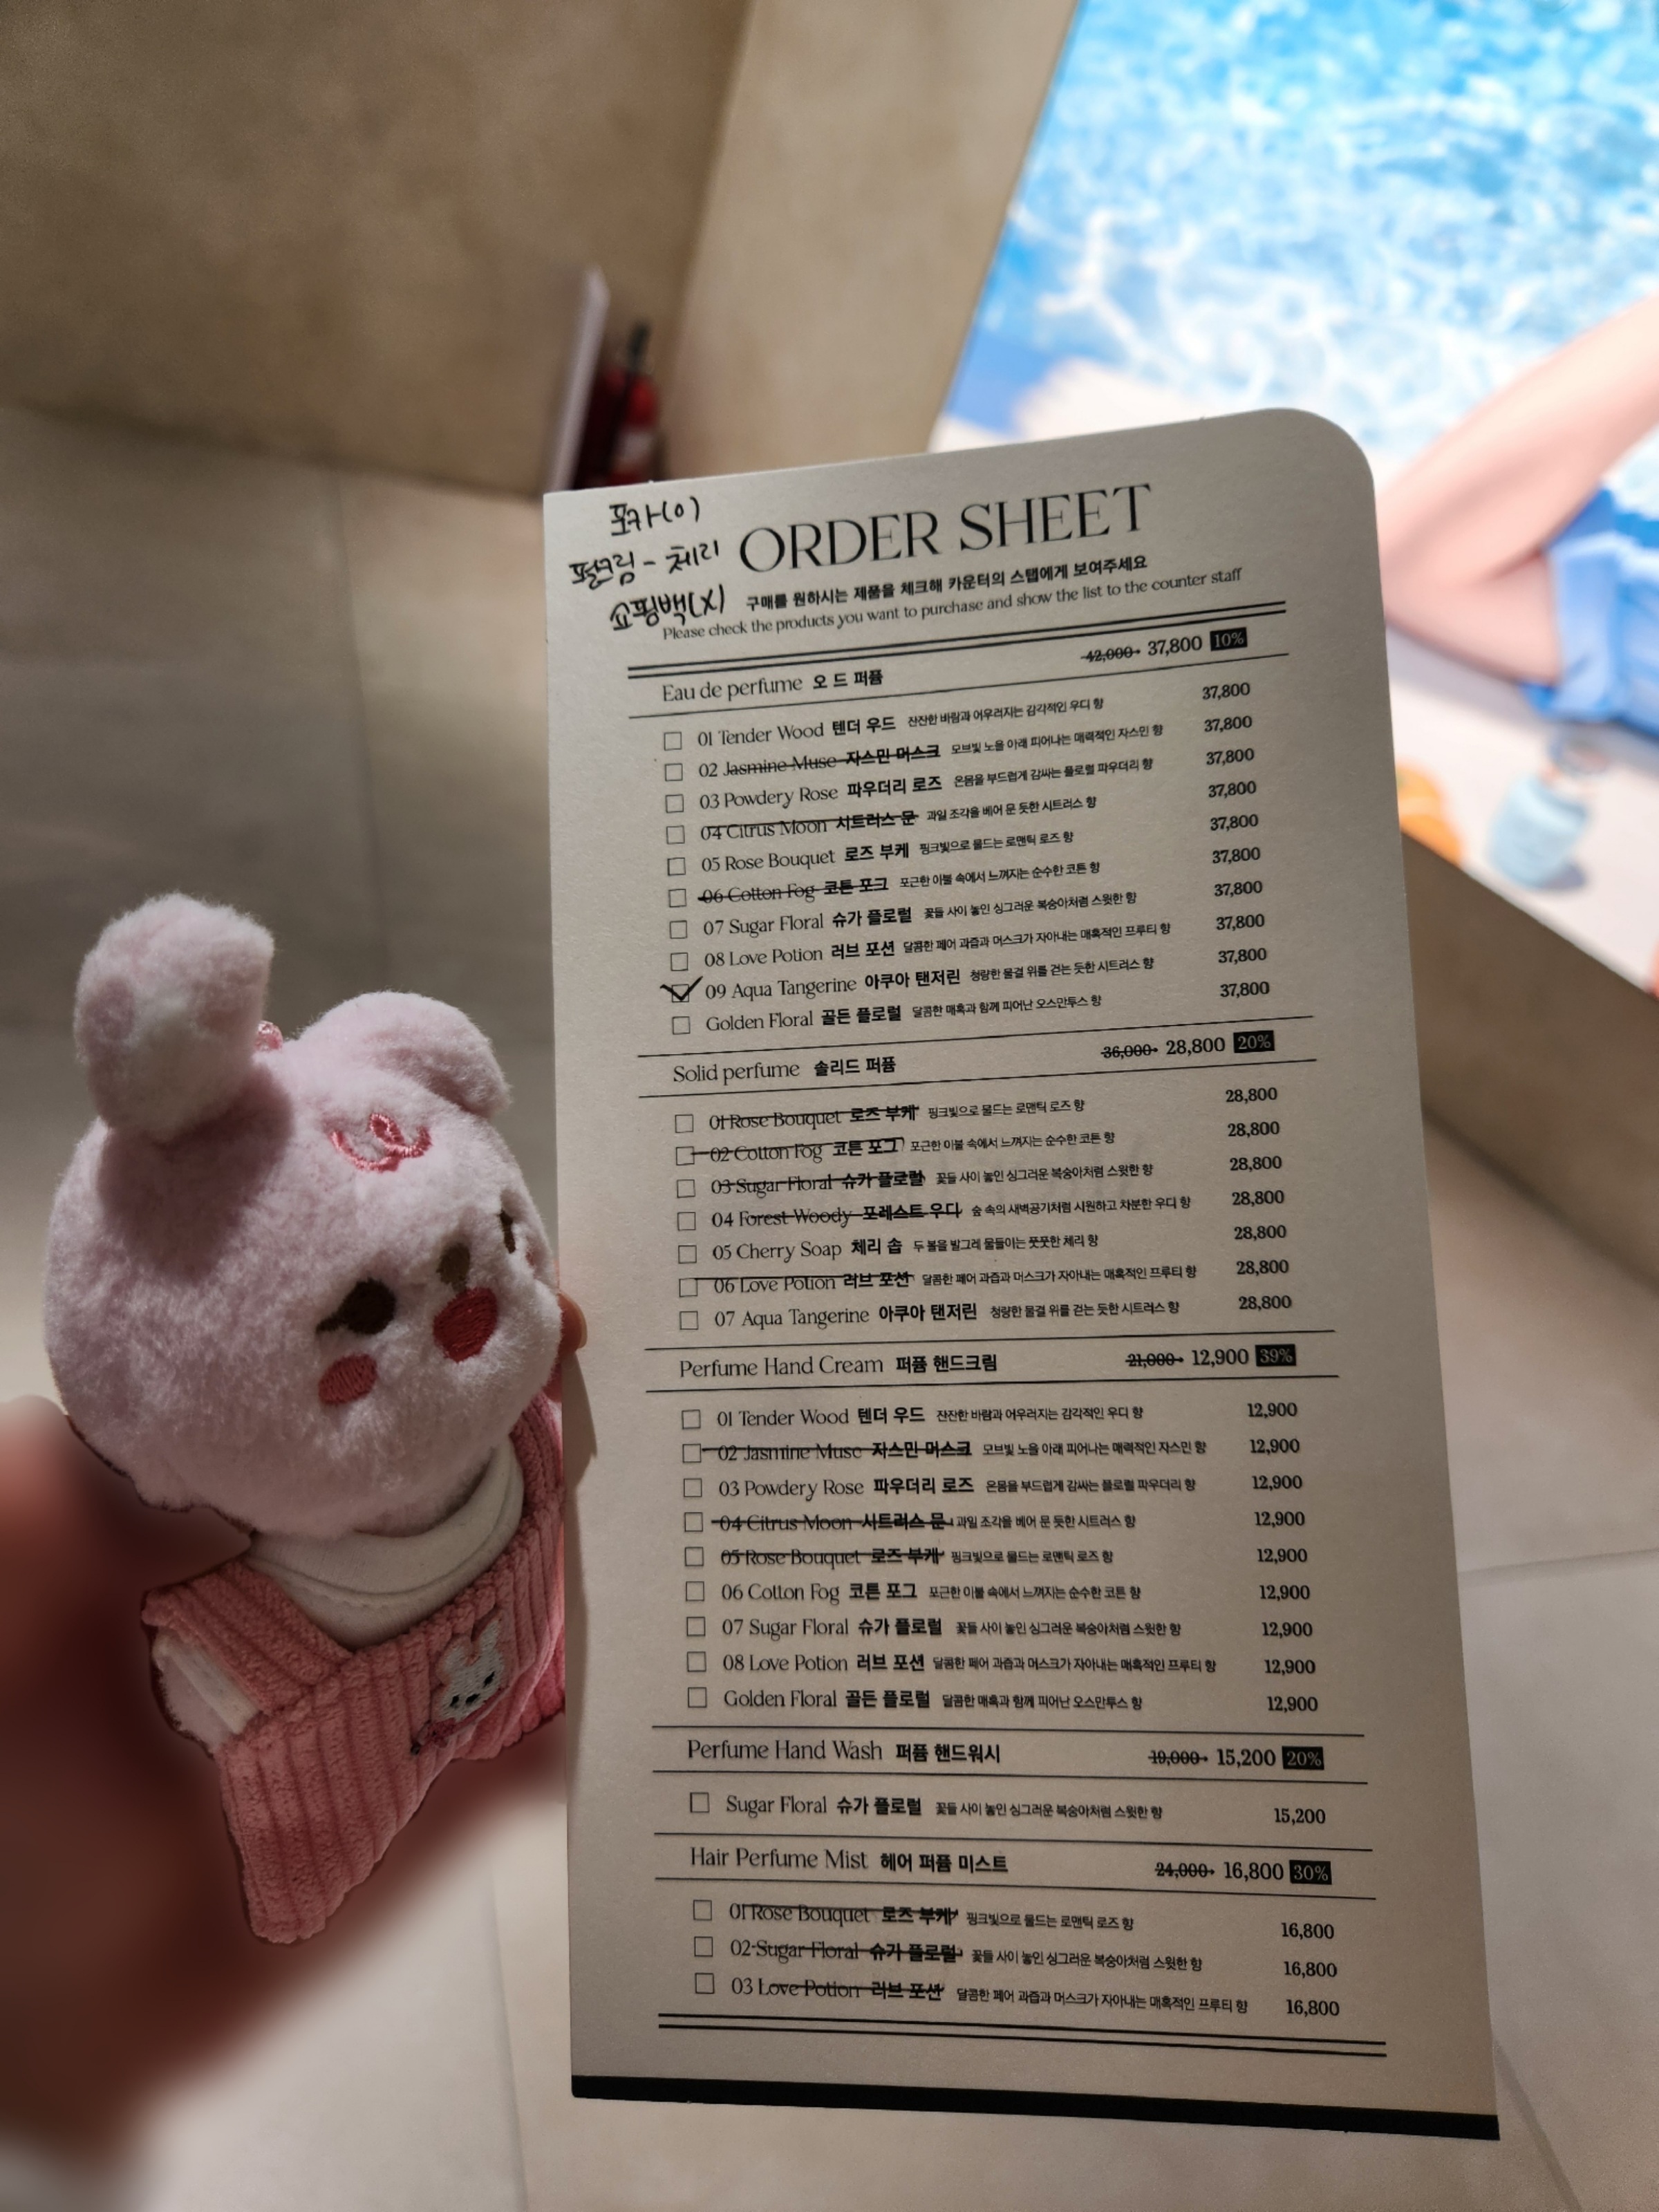 포카(o)
펄크림 - 체리
쇼핑백(X)
ORDER SHEET
구매를 원하시는 제품을 체크해 카운터의 스텝에게 보여주세요
Please check the products you want to purchase and show the list to the counter staff
Eau de perfume 오 드 퍼퓸 42,000 37,800 10%
01 Tender Wood 텐더 우드 잔잔한 바람과 어우러지는 감각적인 우디 향 37,800
02 Jasmine Muse 자스민 머스크 모브빛 노을 아래 피어나는 매력적인 자스민 향 37,800
03 Powdery Rose 파우더리 로즈 온몸을 부드럽게 감싸는 플로럴 파우더리 향 37,800
04 Citrus Moon 시트러스 문 과일 조각을 베어 문 듯한 시트러스 향 37,800
05 Rose Bouquet 로즈 부케 핑크빛으로 물드는 로맨틱 로즈 향 37,800
06 Cotton Fog 코튼 포그 포근한 이불 속에서 느껴지는 순수한 코튼 향 37,800
07 Sugar Floral 슈가 플로럴 꽃들 사이 놓인 싱그러운 복숭아처럼 스윗한 향 37,800
08 Love Potion 러브 포션 달콤한 페어 과즙과 머스크가 자아내는 매혹적인 프루티 향 37,800
09 Aqua Tangerine 아쿠아 탠저린 청량한 물결 위를 걷는 듯한 시트러스 향 37,800
Golden Floral 골든 플로럴 달콤한 매혹과 함께 피어난 오스만투스 향 37,800
Solid perfume 솔리드 퍼퓸 36,000 28,800 20%
01 Rose Bouquet 로즈 부케 핑크빛으로 물드는 로맨틱 로즈 향 28,800
02 Cotton Fog 코튼 포그 포근한 이불 속에서 느껴지는 순수한 코튼 향 28,800
03 Sugar Floral 슈가 플로럴 꽃들 사이 놓인 싱그러운 복숭아처럼 스윗한 향 28,800
04 Forest Woody 포레스트 우디 숲 속의 새벽공기처럼 시원하고 차분한 우디 향 28,800
05 Cherry Soap 체리 솝 두 볼을 발그레 물들이는 풋풋한 체리 향 28,800
06 Love Potion 러브 포션 달콤한 페어 과즙과 머스크가 자아내는 매혹적인 프루티 향 28,800
07 Aqua Tangerine 아쿠아 탠저린 청량한 물결 위를 걷는 듯한 시트러스 향 28,800
Perfume Hand Cream 퍼퓸 핸드크림 21,000 12,900 39%
01 Tender Wood 텐더 우드 잔잔한 바람과 어우러지는 감각적인 우디 향 12,900
02 Jasmine Muse 자스민 머스크 모브빛 노을 아래 피어나는 매력적인 자스민 향 12,900
03 Powdery Rose 파우더리 로즈 온몸을 부드럽게 감싸는 플로럴 파우더리 향 12,900
04 Citrus Moon 시트러스 문 과일 조각을 베어 문 듯한 시트러스 향 12,900
05 Rose Bouquet 로즈 부케 핑크빛으로 물드는 로맨틱 로즈 향 12,900
06 Cotton Fog 코튼 포그 포근한 이불 속에서 느껴지는 순수한 코튼 향 12,900
07 Sugar Floral 슈가 플로럴 꽃들 사이 놓인 싱그러운 복숭아처럼 스윗한 향 12,900
08 Love Potion 러브 포션 달콤한 페어 과즙과 머스크가 자아내는 매혹적인 프루티 향 12,900
Golden Floral 골든 플로럴 달콤한 매혹과 함께 피어난 오스만투스 향 12,900
Perfume Hand Wash 퍼퓸 핸드워시 19,000 15,200 20%
Sugar Floral 슈가 플로럴 꽃들 사이 놓인 싱그러운 복숭아처럼 스윗한 향 15,200
Hair Perfume Mist 헤어 퍼퓸 미스트 24,000 16,800 30%
01 Rose Bouquet 로즈 부케 핑크빛으로 물드는 로맨틱 로즈 향 16,800
02 Sugar Floral 슈가 플로럴 꽃들 사이 놓인 싱그러운 복숭아처럼 스윗한 향 16,800
03 Love Potion 러브 포션 달콤한 페어 과즙과 머스크가 자아내는 매혹적인 프루티 향 16,800